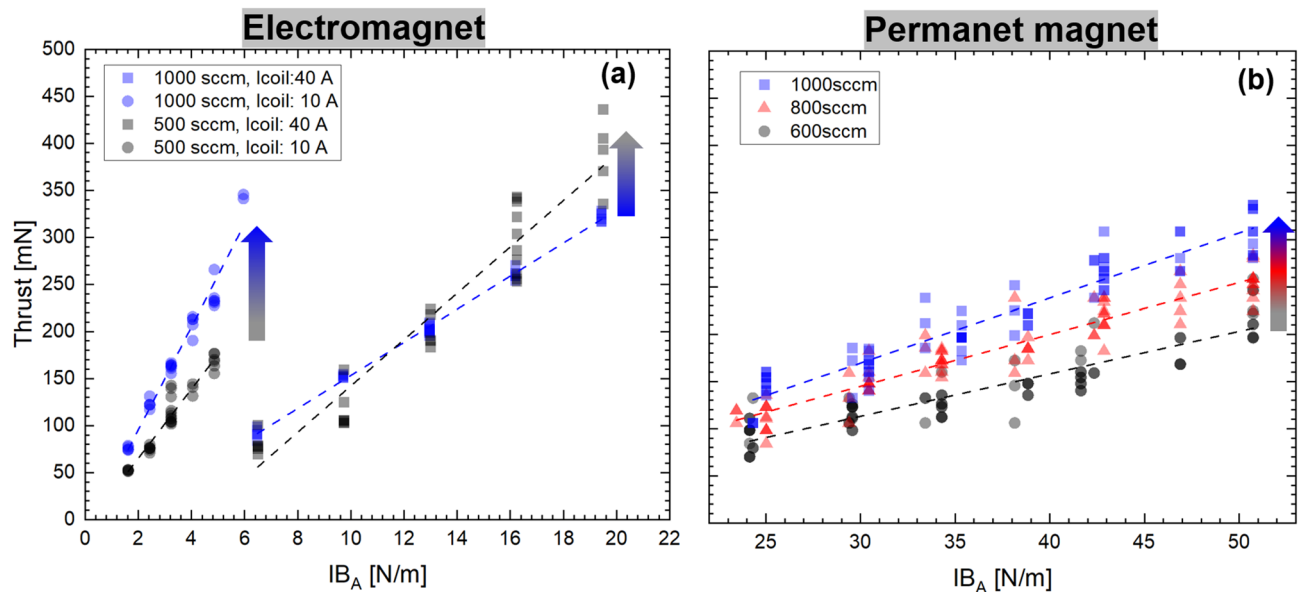 Electromagnet
Permanet magnet
(a)
1000 sccm, Icoil:40 A
1000 sccm, Icoil: 10 A
500 sccm, Icoil: 40 A
500 sccm, Icoil: 10 A
Thrust [mN]
500
450
400
350
300
250
200
150
100
50
0
0 2 4 6 8 10 12 14 16 18 20 22
IB_A [N/m]
(b)
1000sccm
800sccm
600sccm
25 30 35 40 45 50
IB_A [N/m]